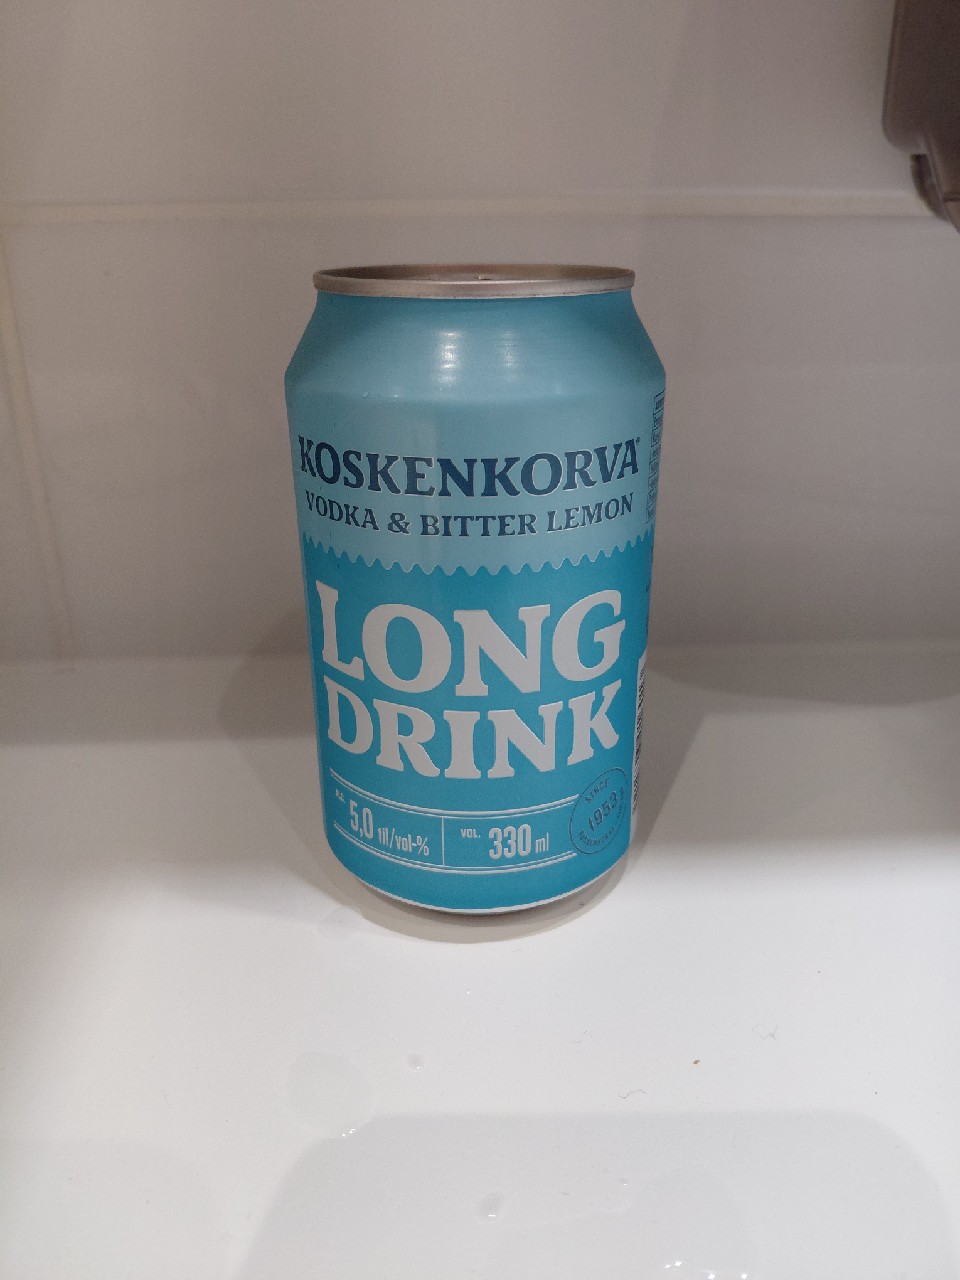 KOSKENKORVA
VODKA & BITTER LEMON
LONG
DRINK
5,0 til/vol-%
VOL. 330 ml
SINCE
1953